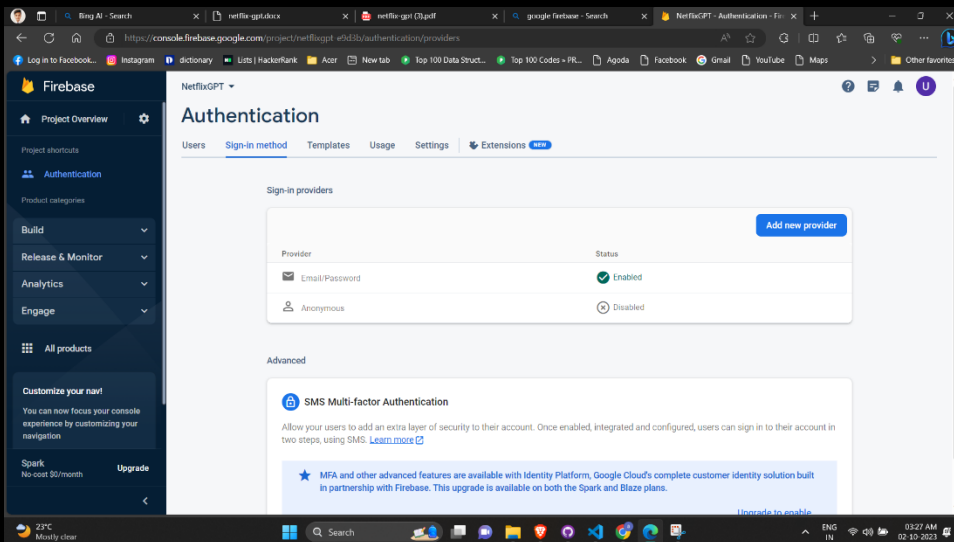 Bing AI - Search
netflix-gpt.docx
netflix-gpt (3).pdf
google firebase - Search
NetflixGPT - Authentication - Fire
https://console.firebase.google.com/project/netflixgpt-e9d3b/authentication/providers
Log in to Facebook...
Instagram
dictionary
Lists | HackerRank
Acer
New tab
Top 100 Data Struct...
Top 100 Codes » PR...
Agoda
Facebook
Gmail
YouTube
Maps
Other favorites
Firebase
Project Overview
Project shortcuts
Authentication
Product categories
Build
Release & Monitor
Analytics
Engage
All products
Customize your nav!
You can now focus your console
experience by customizing your
navigation
Spark
No-cost $0/month
Upgrade
NetflixGPT
U
Authentication
Users
Sign-in method
Templates
Usage
Settings
Extensions NEW
Sign-in providers
Add new provider
Provider
Status
Email/Password
Enabled
Anonymous
Disabled
Advanced
SMS Multi-factor Authentication
Allow your users to add an extra layer of security to their account. Once enabled, integrated and configured, users can sign in to their account in
two steps, using SMS. Learn more
MFA and other advanced features are available with Identity Platform, Google Cloud's complete customer identity solution built
in partnership with Firebase. This upgrade is available on both the Spark and Blaze plans.
Upgrade to enable
23°C
Mostly clear
Search
ENG
IN
03:27 AM
02-10-2023